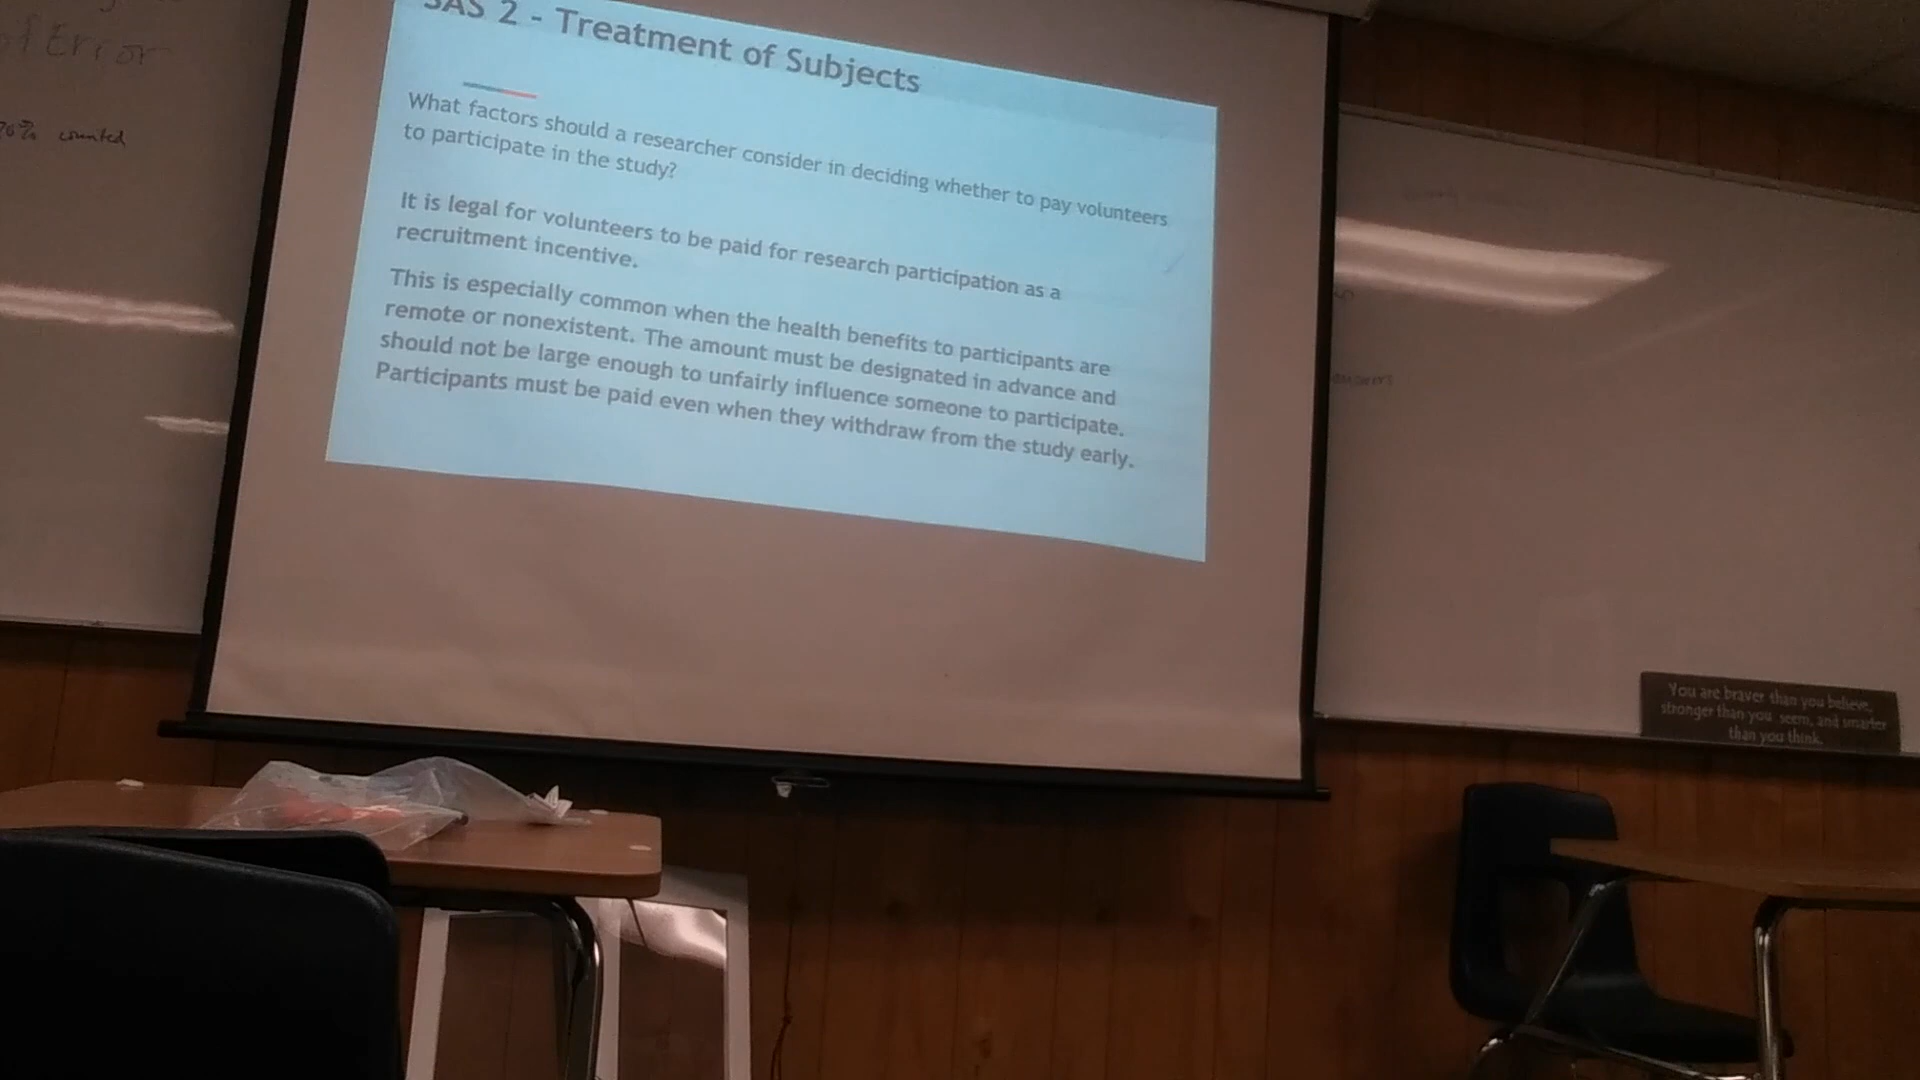 of Error
70% counted
SAS 2 - Treatment of Subjects
What factors should a researcher consider in deciding whether to pay volunteers
to participate in the study?
It is legal for volunteers to be paid for research participation as a
recruitment incentive.
This is especially common when the health benefits to participants are
remote or nonexistent. The amount must be designated in advance and
should not be large enough to unfairly influence someone to participate.
Participants must be paid even when they withdraw from the study early.
You are braver than you believe,
stronger than you seem, and smarter
than you think.